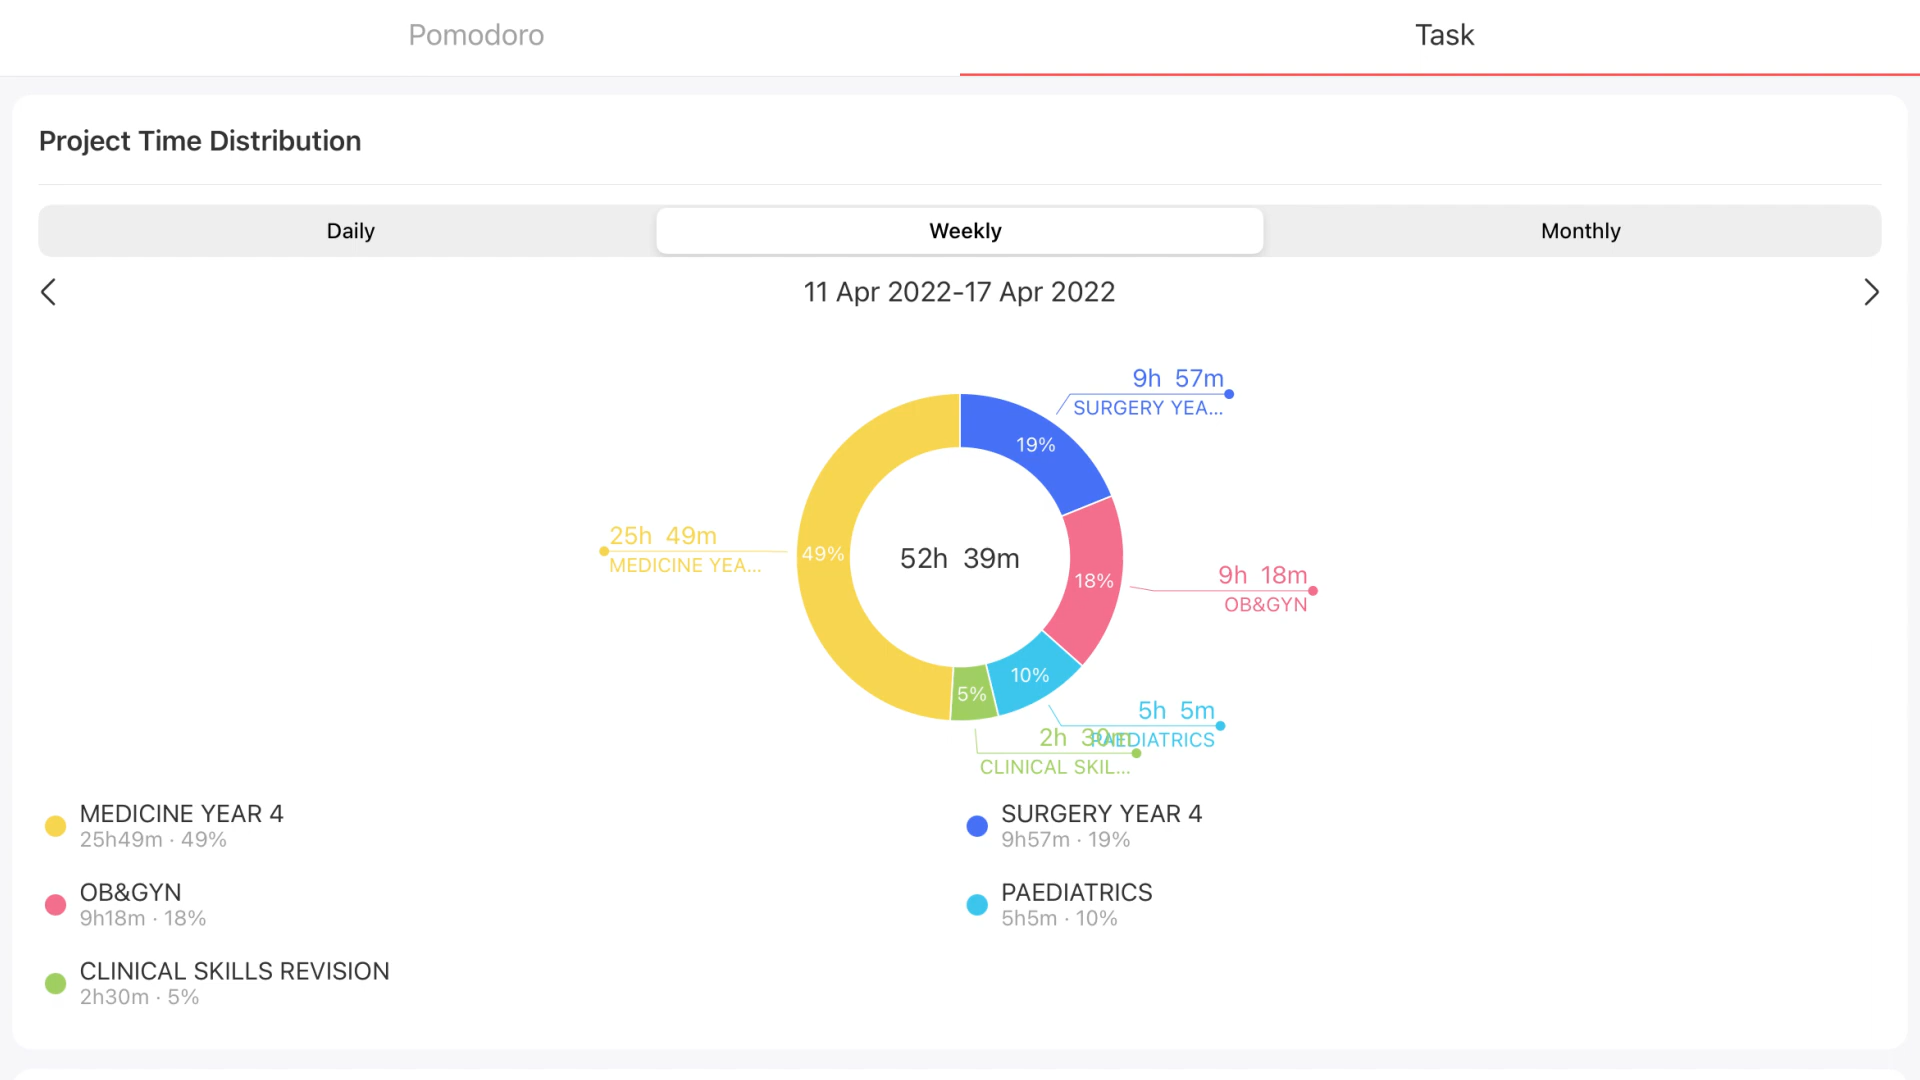 Pomodoro
Task
Project Time Distribution
Daily
Weekly
Monthly
11 Apr 2022-17 Apr 2022
9h 57m
SURGERY YEA...
19%
25h 49m
MEDICINE YEA...
49%
52h 39m
18%
9h 18m
OB&GYN
10%
5%
5h 5m
PAEDIATRICS
2h 30m
CLINICAL SKIL...
MEDICINE YEAR 4
25h49m · 49%
SURGERY YEAR 4
9h57m · 19%
OB&GYN
9h18m · 18%
PAEDIATRICS
5h5m · 10%
CLINICAL SKILLS REVISION
2h30m · 5%